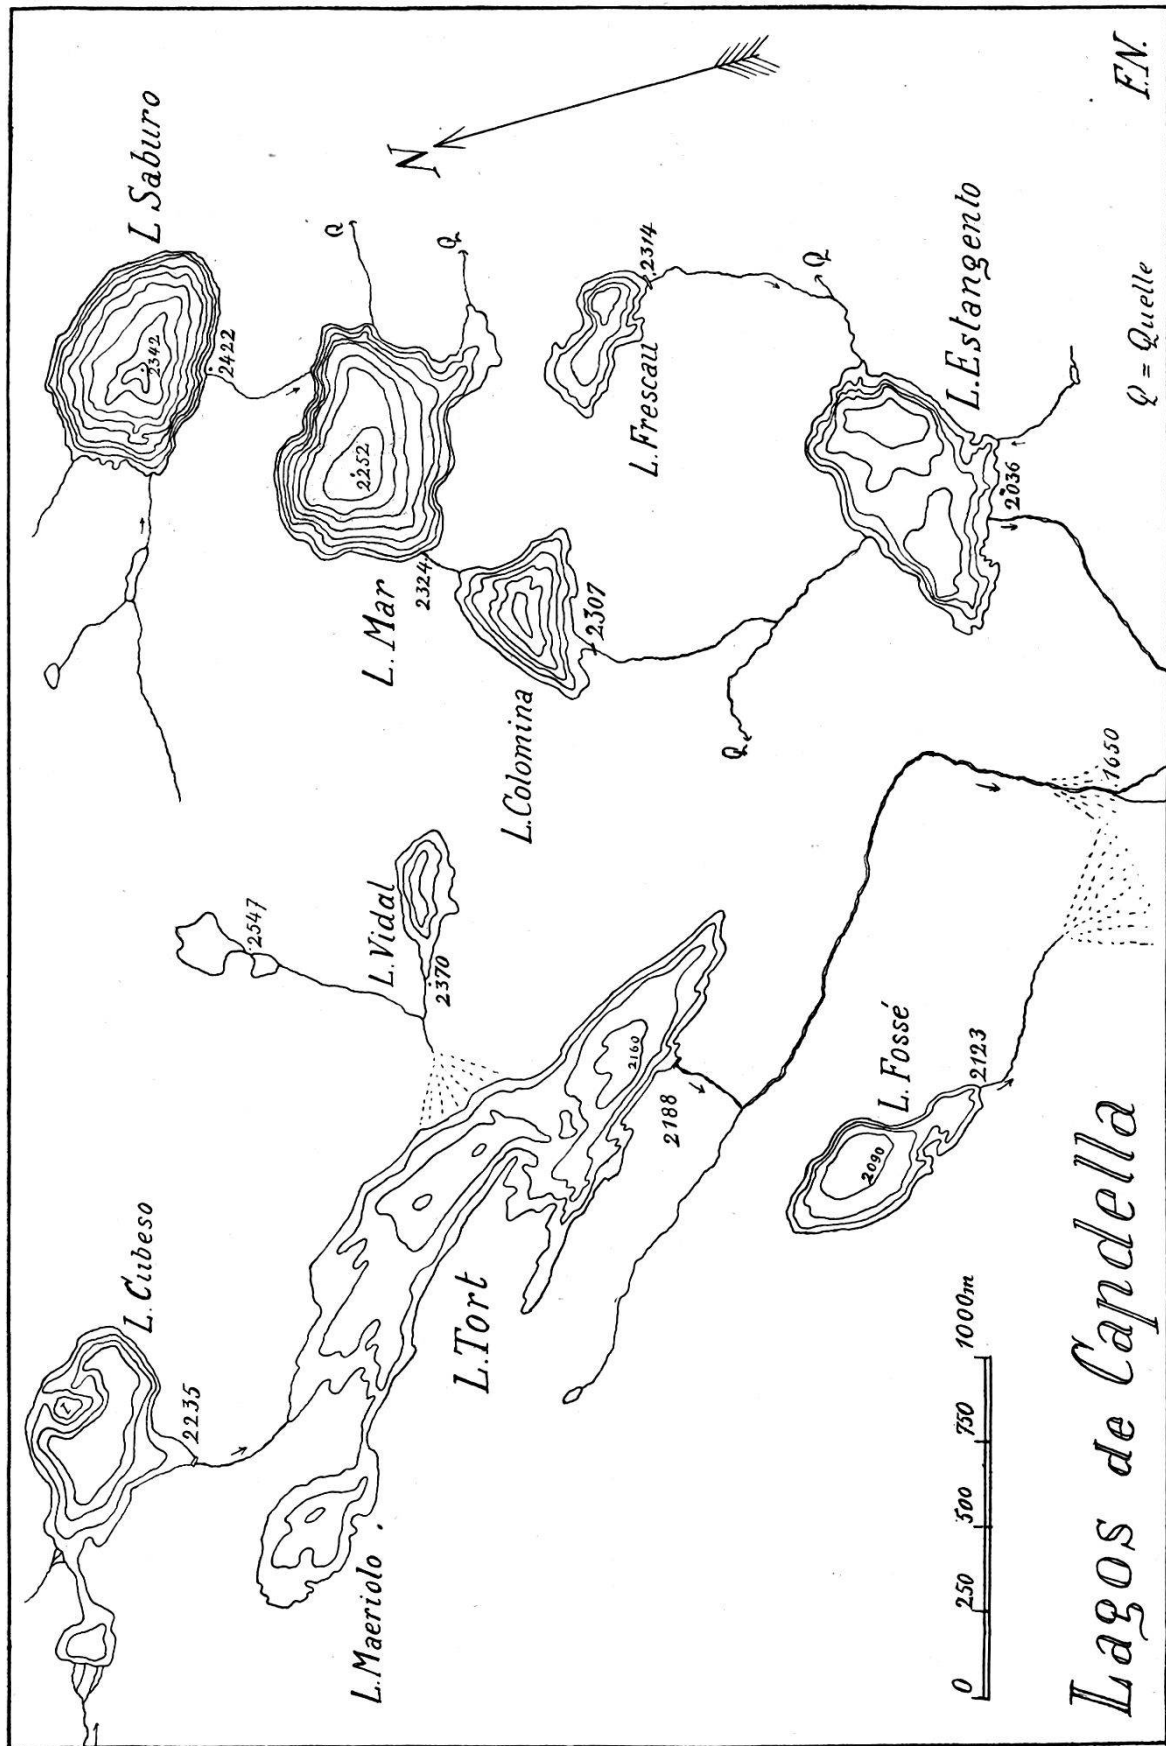 L. Cubeso
2235
L. Maeriolo
L. Tort
2160
2188
2547
L. Vidal
2370
L. Saburo
2342
2422
L. Mar
2252
2324
Q
Q
L. Colomina
2307
L. Frescau
2314
N
Q
Q
L. Estangento
2036
L. Fossé
2090
2123
1650
0 250 500 750 1000m
Lagos de Capdella
Q = Quelle
F.N.